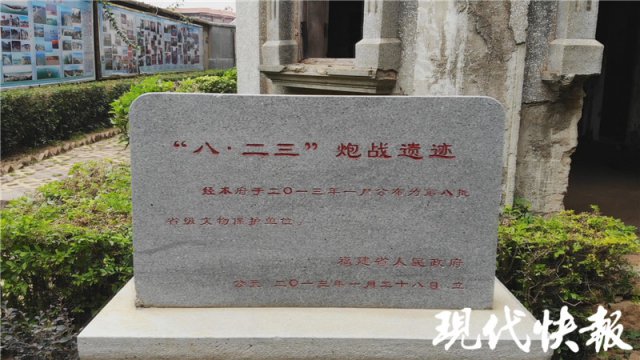 “八·二三”炮战遗迹
经本府于二〇一三年一月公布为第八批
省级文物保护单位。
福建省人民政府
公元 二〇一三年一月二十八日 立
现代快報